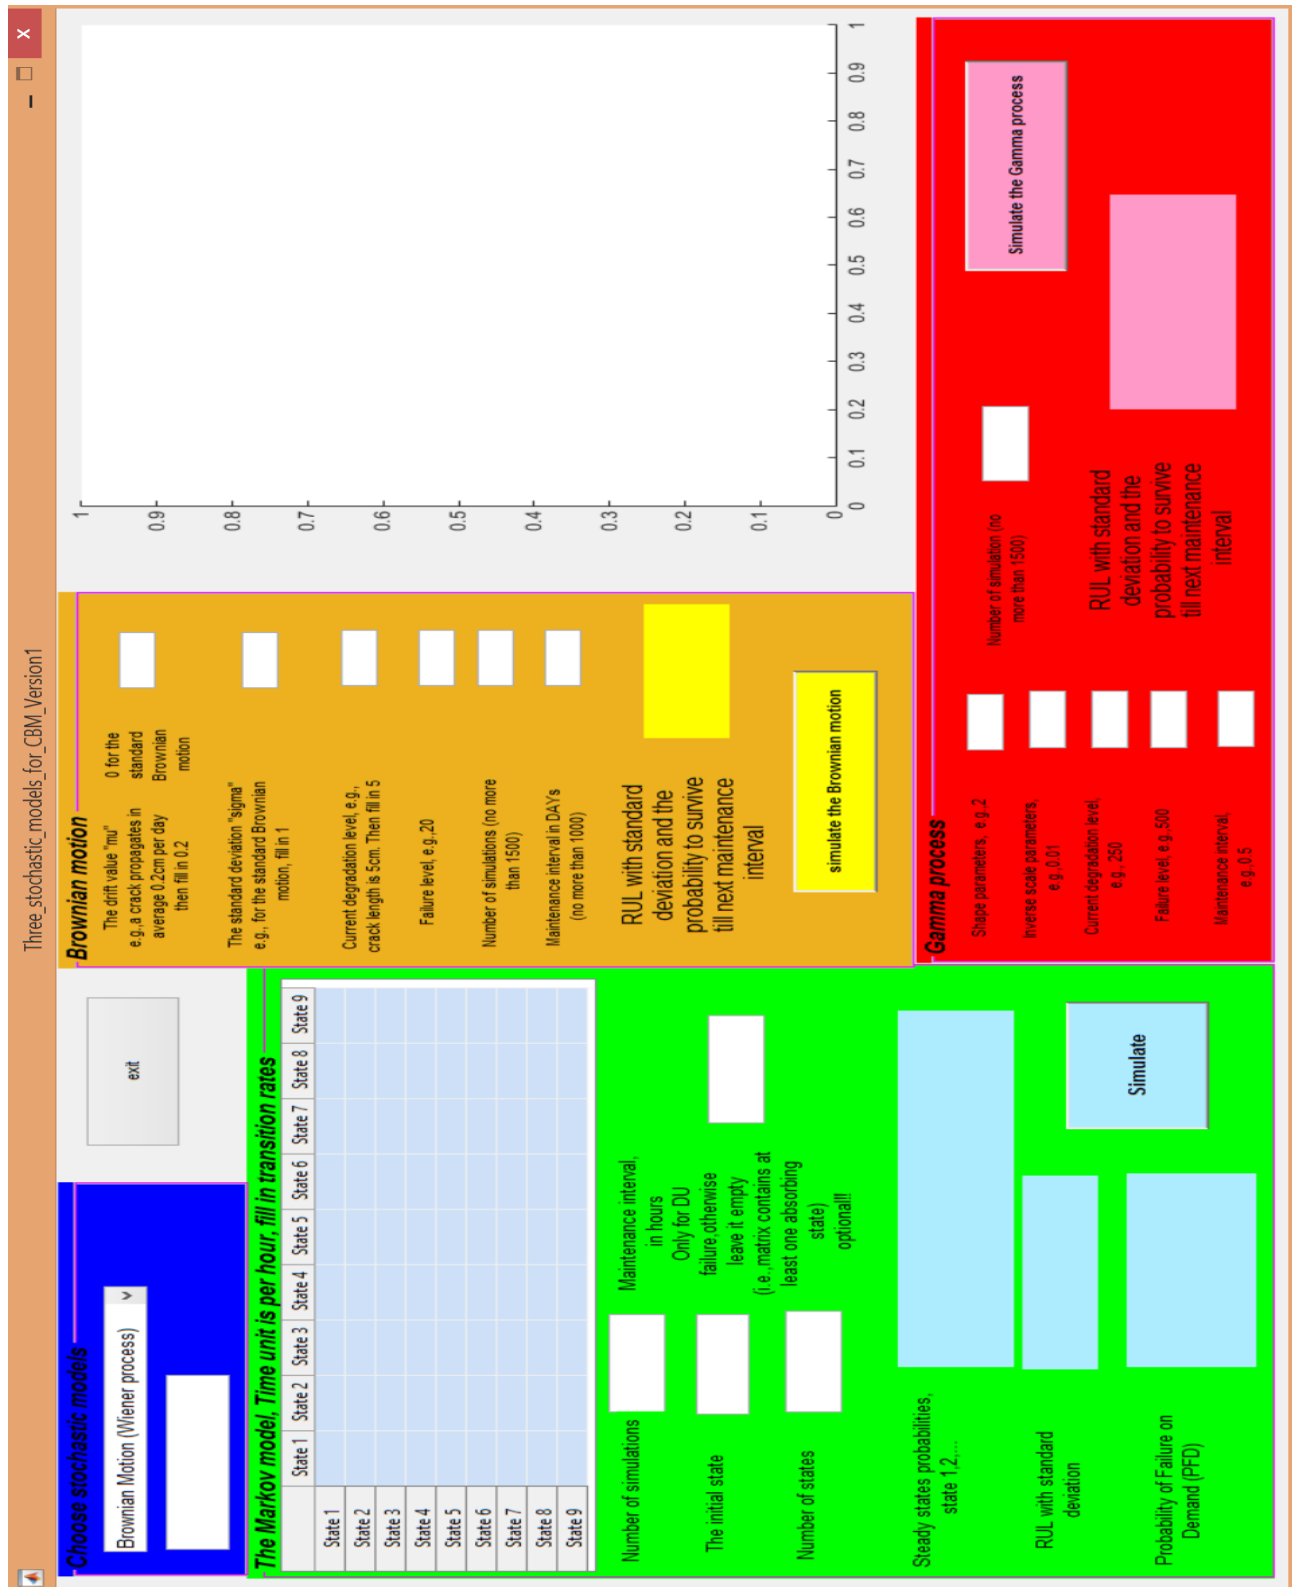 Three_stochastic_models_for_CBM_Version1
x
Choose stochastic models
Brownian Motion (Wiener process)
exit
The Markov model, Time unit is per hour, fill in transition rates
State 1 State 2 State 3 State 4 State 5 State 6 State 7 State 8 State 9
State 1
State 2
State 3
State 4
State 5
State 6
State 7
State 8
State 9
Number of simulations
The initial state
Number of states
Maintenance interval,
in hours
Only for DU
failure,otherwise
leave it empty
(i.e.,matrix contains at
least one absorbing
state)
optional!!
Steady states probabilities,
state 1,2,...
RUL with standard
deviation
Probability of Failure on
Demand (PFD)
Simulate
Brownian motion
The drift value "mu"
e.g.,a crack propagates in
average 0.2cm per day
then fill in 0.2
0 for the
standard
Brownian
motion
The standard deviation "sigma"
e.g., for the standard Brownian
motion, fill in 1
Current degradation level, e.g.,
crack length is 5cm. Then fill in 5
Failure level, e.g.,20
Number of simulations (no more
than 1500)
Maintenance interval in DAYs
(no more than 1000)
RUL with standard
deviation and the
probability to survive
till next maintenance
interval
simulate the Brownian motion
1
0.9
0.8
0.7
0.6
0.5
0.4
0.3
0.2
0.1
0
0 0.1 0.2 0.3 0.4 0.5 0.6 0.7 0.8 0.9 1
Gamma process
Shape parameters, e.g.,2
Inverse scale parameters,
e.g.,0.01
Current degradation level,
e.g., 250
Failure level, e.g.,500
Maintenance interval,
e.g.,0.5
Number of simulation (no
more than 1500)
RUL with standard
deviation and the
probability to survive
till next maintenance
interval
Simulate the Gamma process